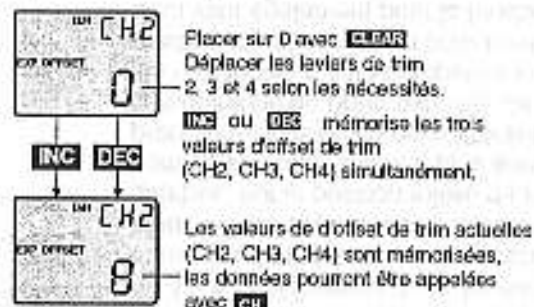 CH2
EXP OFFSET
0
Placer sur 0 avec CLEAR
Déplacer les leviers de trim
2, 3 et 4 selon les nécessités.
INC ou DEC mémorise les trois
valeurs d'offset de trim
(CH2, CH3, CH4) simultanément,
INC DEC
CH2
EXP OFFSET
8
Les valeurs de d'offset de trim actuelles
(CH2, CH3, CH4) sont mémorisées,
les données pourront être appelées
avec CH